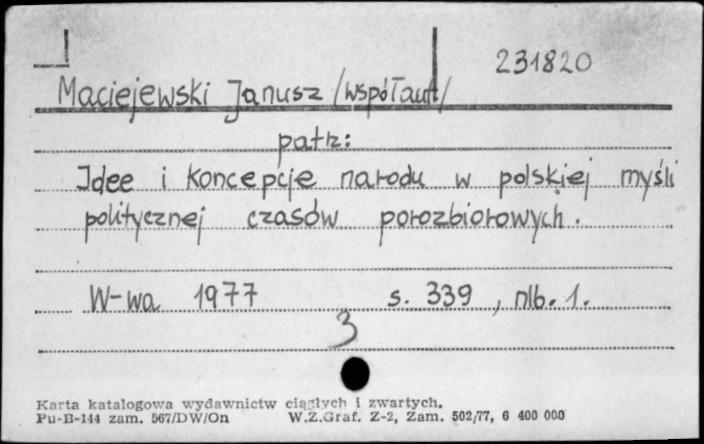 231820
Maciejewski Janusz /współaut/
patrz:
Idee i koncepcje narodu w polskiej myśli
politycznej czasów porozbiorowych.
W-wa 1977 s. 339, nlb. 1.
3
Karta katalogowa wydawnictw ciągłych i zwartych.
Pu-B-144 zam. 567/DW/On W.Z.Graf. Z-2, Zam. 502/77, 6 400 000